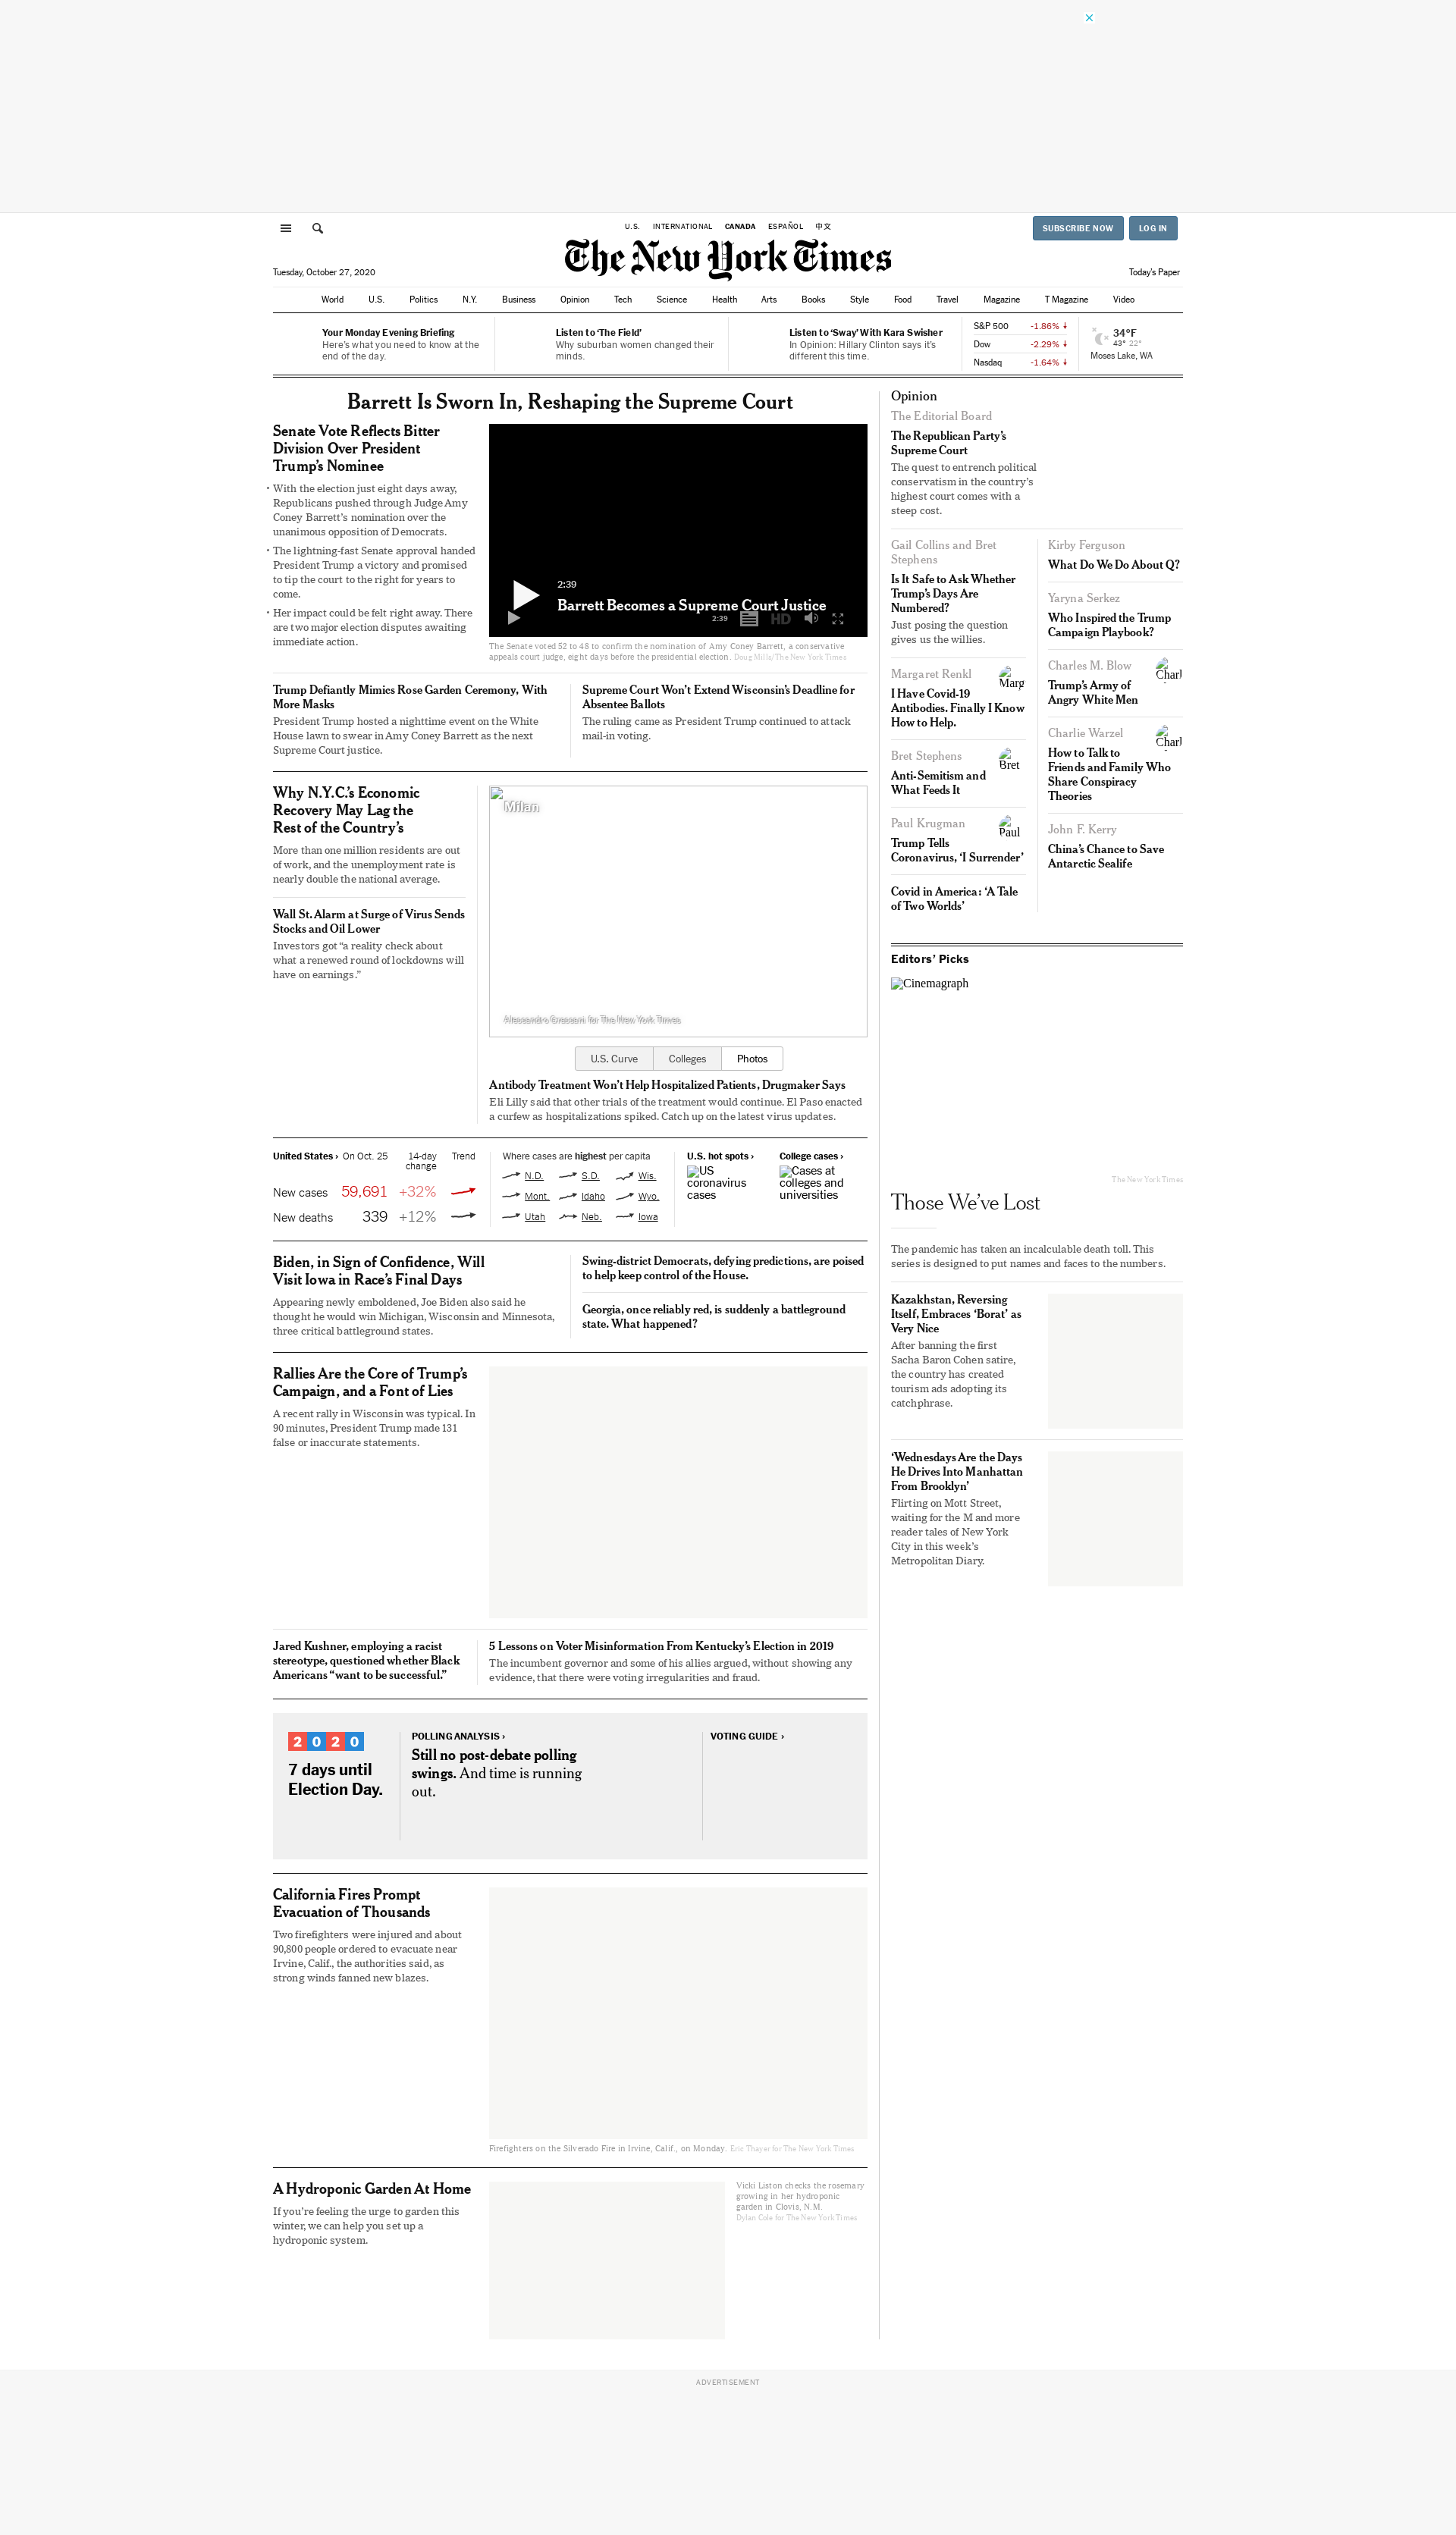 U.S. INTERNATIONAL CANADA ESPAÑOL 中文
SUBSCRIBE NOW
LOG IN
The New York Times
Tuesday, October 27, 2020
Today's Paper
World U.S. Politics N.Y. Business Opinion Tech Science Health Arts Books Style Food Travel Magazine T Magazine Video
Your Monday Evening Briefing
Here's what you need to know at the
end of the day.
Listen to ‘The Field’
Why suburban women changed their
minds.
Listen to ‘Sway’ With Kara Swisher
In Opinion: Hillary Clinton says it's
different this time.
S&P 500 -1.86%
Dow -2.29%
Nasdaq -1.64%
34°F
43° 22°
Moses Lake, WA
Barrett Is Sworn In, Reshaping the Supreme Court
Senate Vote Reflects Bitter
Division Over President
Trump’s Nominee
• With the election just eight days away,
Republicans pushed through Judge Amy
Coney Barrett’s nomination over the
unanimous opposition of Democrats.
• The lightning-fast Senate approval handed
President Trump a victory and promised
to tip the court to the right for years to
come.
• Her impact could be felt right away. There
are two major election disputes awaiting
immediate action.
2:39
Barrett Becomes a Supreme Court Justice
2:39
HD
The Senate voted 52 to 48 to confirm the nomination of Amy Coney Barrett, a conservative
appeals court judge, eight days before the presidential election. Doug Mills/The New York Times
Trump Defiantly Mimics Rose Garden Ceremony, With
More Masks
President Trump hosted a nighttime event on the White
House lawn to swear in Amy Coney Barrett as the next
Supreme Court justice.
Supreme Court Won’t Extend Wisconsin’s Deadline for
Absentee Ballots
The ruling came as President Trump continued to attack
mail-in voting.
Why N.Y.C.’s Economic
Recovery May Lag the
Rest of the Country’s
More than one million residents are out
of work, and the unemployment rate is
nearly double the national average.
Wall St. Alarm at Surge of Virus Sends
Stocks and Oil Lower
Investors got “a reality check about
what a renewed round of lockdowns will
have on earnings.”
Milan
Alessandro Grassani for The New York Times
U.S. Curve
Colleges
Photos
Antibody Treatment Won’t Help Hospitalized Patients, Drugmaker Says
Eli Lilly said that other trials of the treatment would continue. El Paso enacted
a curfew as hospitalizations spiked. Catch up on the latest virus updates.
United States › On Oct. 25 14-day
change Trend
New cases 59,691 +32%
New deaths 339 +12%
Where cases are highest per capita
N.D. S.D. Wis.
Mont. Idaho Wyo.
Utah Neb. Iowa
U.S. hot spots ›
US
coronavirus
cases
College cases ›
Cases at
colleges and
universities
Biden, in Sign of Confidence, Will
Visit Iowa in Race’s Final Days
Appearing newly emboldened, Joe Biden also said he
thought he would win Michigan, Wisconsin and Minnesota,
three critical battleground states.
Swing-district Democrats, defying predictions, are poised
to help keep control of the House.
Georgia, once reliably red, is suddenly a battleground
state. What happened?
Rallies Are the Core of Trump’s
Campaign, and a Font of Lies
A recent rally in Wisconsin was typical. In
90 minutes, President Trump made 131
false or inaccurate statements.
Jared Kushner, employing a racist
stereotype, questioned whether Black
Americans “want to be successful.”
5 Lessons on Voter Misinformation From Kentucky’s Election in 2019
The incumbent governor and some of his allies argued, without showing any
evidence, that there were voting irregularities and fraud.
2020
7 days until
Election Day.
POLLING ANALYSIS ›
Still no post-debate polling
swings. And time is running
out.
VOTING GUIDE ›
California Fires Prompt
Evacuation of Thousands
Two firefighters were injured and about
90,800 people ordered to evacuate near
Irvine, Calif., the authorities said, as
strong winds fanned new blazes.
Firefighters on the Silverado Fire in Irvine, Calif., on Monday. Eric Thayer for The New York Times
A Hydroponic Garden At Home
If you’re feeling the urge to garden this
winter, we can help you set up a
hydroponic system.
Vicki Liston checks the rosemary
growing in her hydroponic
garden in Clovis, N.M.
Dylan Cole for The New York Times
Opinion
The Editorial Board
The Republican Party’s
Supreme Court
The quest to entrench political
conservatism in the country’s
highest court comes with a
steep cost.
Gail Collins and Bret
Stephens
Is It Safe to Ask Whether
Trump’s Days Are
Numbered?
Just posing the question
gives us the willies.
Margaret Renkl
Marg
I Have Covid-19
Antibodies. Finally I Know
How to Help.
Bret Stephens
Bret
Anti-Semitism and
What Feeds It
Paul Krugman
Paul
Trump Tells
Coronavirus, ‘I Surrender’
Covid in America: ‘A Tale
of Two Worlds’
Kirby Ferguson
What Do We Do About Q?
Yaryna Serkez
Who Inspired the Trump
Campaign Playbook?
Charles M. Blow
Charl
Trump’s Army of
Angry White Men
Charlie Warzel
Charl
How to Talk to
Friends and Family Who
Share Conspiracy
Theories
John F. Kerry
China’s Chance to Save
Antarctic Sealife
Editors’ Picks
Cinemagraph
The New York Times
Those We’ve Lost
The pandemic has taken an incalculable death toll. This
series is designed to put names and faces to the numbers.
Kazakhstan, Reversing
Itself, Embraces ‘Borat’ as
Very Nice
After banning the first
Sacha Baron Cohen satire,
the country has created
tourism ads adopting its
catchphrase.
‘Wednesdays Are the Days
He Drives Into Manhattan
From Brooklyn’
Flirting on Mott Street,
waiting for the M and more
reader tales of New York
City in this week’s
Metropolitan Diary.
ADVERTISEMENT